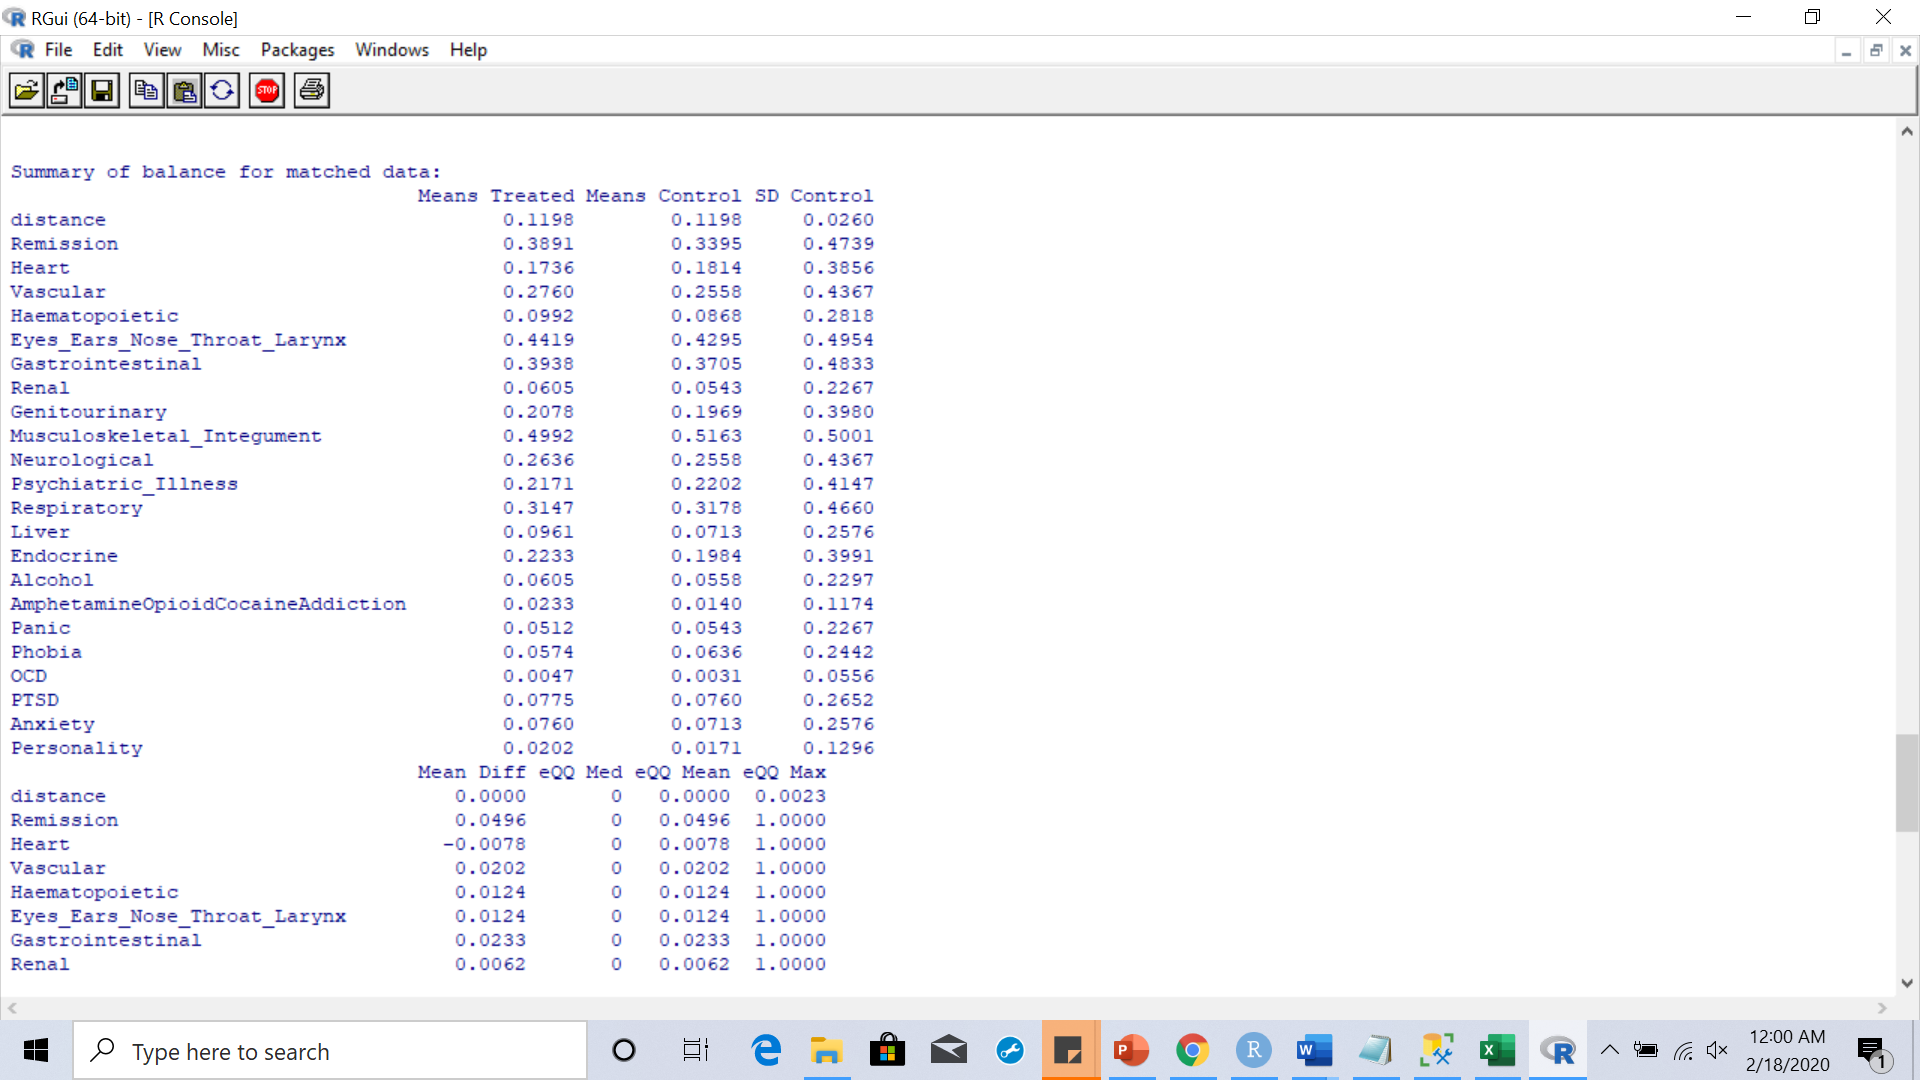 RGui (64-bit) - [R Console]
File Edit View Misc Packages Windows Help
STOP
Summary of balance for matched data:
Means Treated Means Control SD Control
distance 0.1198 0.1198 0.0260
Remission 0.3891 0.3395 0.4739
Heart 0.1736 0.1814 0.3856
Vascular 0.2760 0.2558 0.4367
Haematopoietic 0.0992 0.0868 0.2818
Eyes_Ears_Nose_Throat_Larynx 0.4419 0.4295 0.4954
Gastrointestinal 0.3938 0.3705 0.4833
Renal 0.0605 0.0543 0.2267
Genitourinary 0.2078 0.1969 0.3980
Musculoskeletal_Integument 0.4992 0.5163 0.5001
Neurological 0.2636 0.2558 0.4367
Psychiatric_Illness 0.2171 0.2202 0.4147
Respiratory 0.3147 0.3178 0.4660
Liver 0.0961 0.0713 0.2576
Endocrine 0.2233 0.1984 0.3991
Alcohol 0.0605 0.0558 0.2297
AmphetamineOpioidCocaineAddiction 0.0233 0.0140 0.1174
Panic 0.0512 0.0543 0.2267
Phobia 0.0574 0.0636 0.2442
OCD 0.0047 0.0031 0.0556
PTSD 0.0775 0.0760 0.2652
Anxiety 0.0760 0.0713 0.2576
Personality 0.0202 0.0171 0.1296
Mean Diff eQQ Med eQQ Mean eQQ Max
distance 0.0000 0 0.0000 0.0023
Remission 0.0496 0 0.0496 1.0000
Heart -0.0078 0 0.0078 1.0000
Vascular 0.0202 0 0.0202 1.0000
Haematopoietic 0.0124 0 0.0124 1.0000
Eyes_Ears_Nose_Throat_Larynx 0.0124 0 0.0124 1.0000
Gastrointestinal 0.0233 0 0.0233 1.0000
Renal 0.0062 0 0.0062 1.0000
Type here to search
12:00 AM
2/18/2020
1